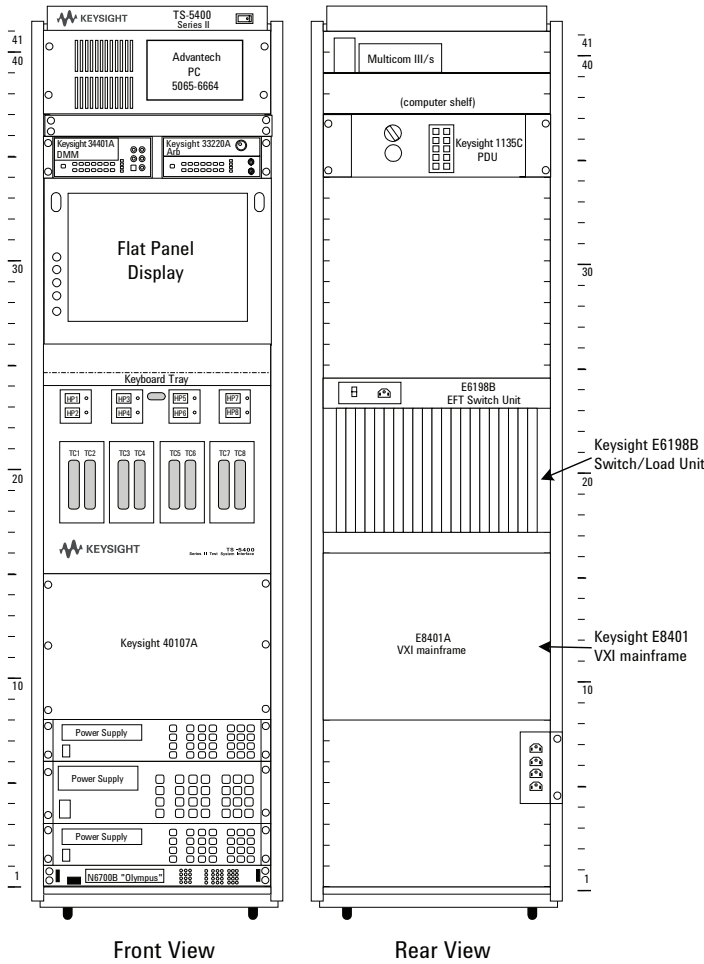 KEYSIGHT TS-5400
Series II
41
40
30
20
10
1
Advantech
PC
5065-6664
Keysight 34401A
DMM
Keysight 33220A
Arb
Flat Panel
Display
Keyboard Tray
HP1 HP3 HP5 HP7
HP2 HP4 HP6 HP8
TC1 TC2 TC3 TC4 TC5 TC6 TC7 TC8
KEYSIGHT TS-5400
Series II Test System Interface
Keysight 40107A
Power Supply
Power Supply
Power Supply
N6700B "Olympus"
Front View
41
40
30
20
10
1
Multicom III/s
(computer shelf)
Keysight 1135C
PDU
E6198B
EFT Switch Unit
Keysight E6198B
Switch/Load Unit
E8401A
VXI mainframe
Keysight E8401
VXI mainframe
Rear View